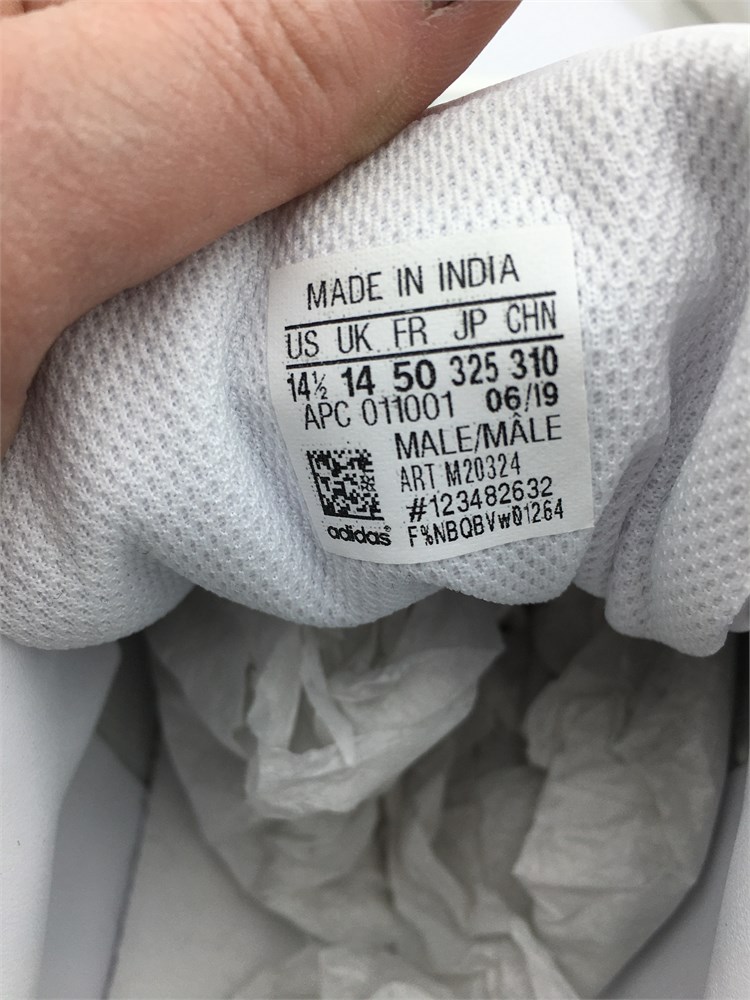 MADE IN INDIA
US UK FR JP CHN
14½ 14 50 325 310
APC 011001 06/19
MALE/MÂLE
ART M20324
#123482632
adidas® F%NBQBVwQ1264